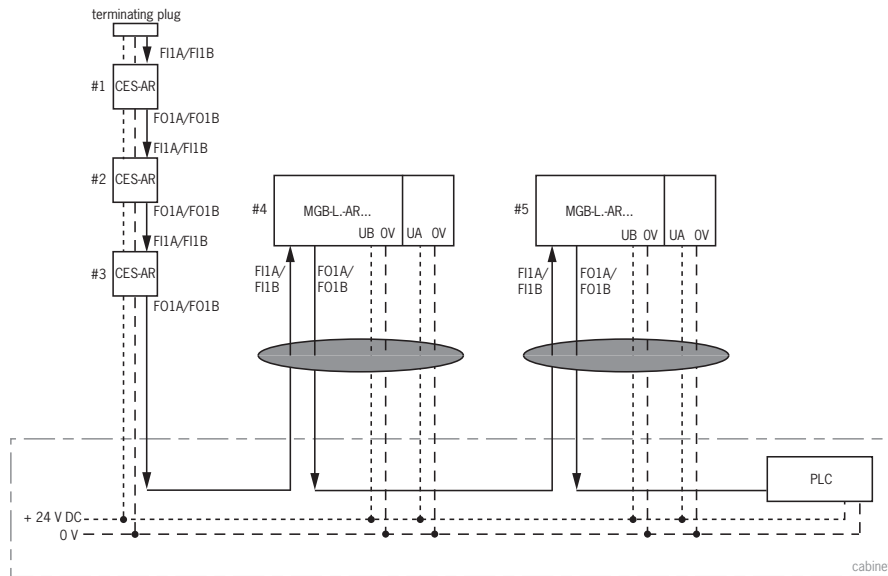 terminating plug
FI1A/FI1B
#1 CES-AR
FO1A/FO1B
FI1A/FI1B
#2 CES-AR
FO1A/FO1B
FI1A/FI1B
#3 CES-AR
FO1A/FO1B
#4 MGB-L.-AR...
UB 0V UA 0V
FI1A/
FI1B
FO1A/
FO1B
#5 MGB-L.-AR...
UB 0V UA 0V
FI1A/
FI1B
FO1A/
FO1B
PLC
+ 24 V DC
0 V
cabine